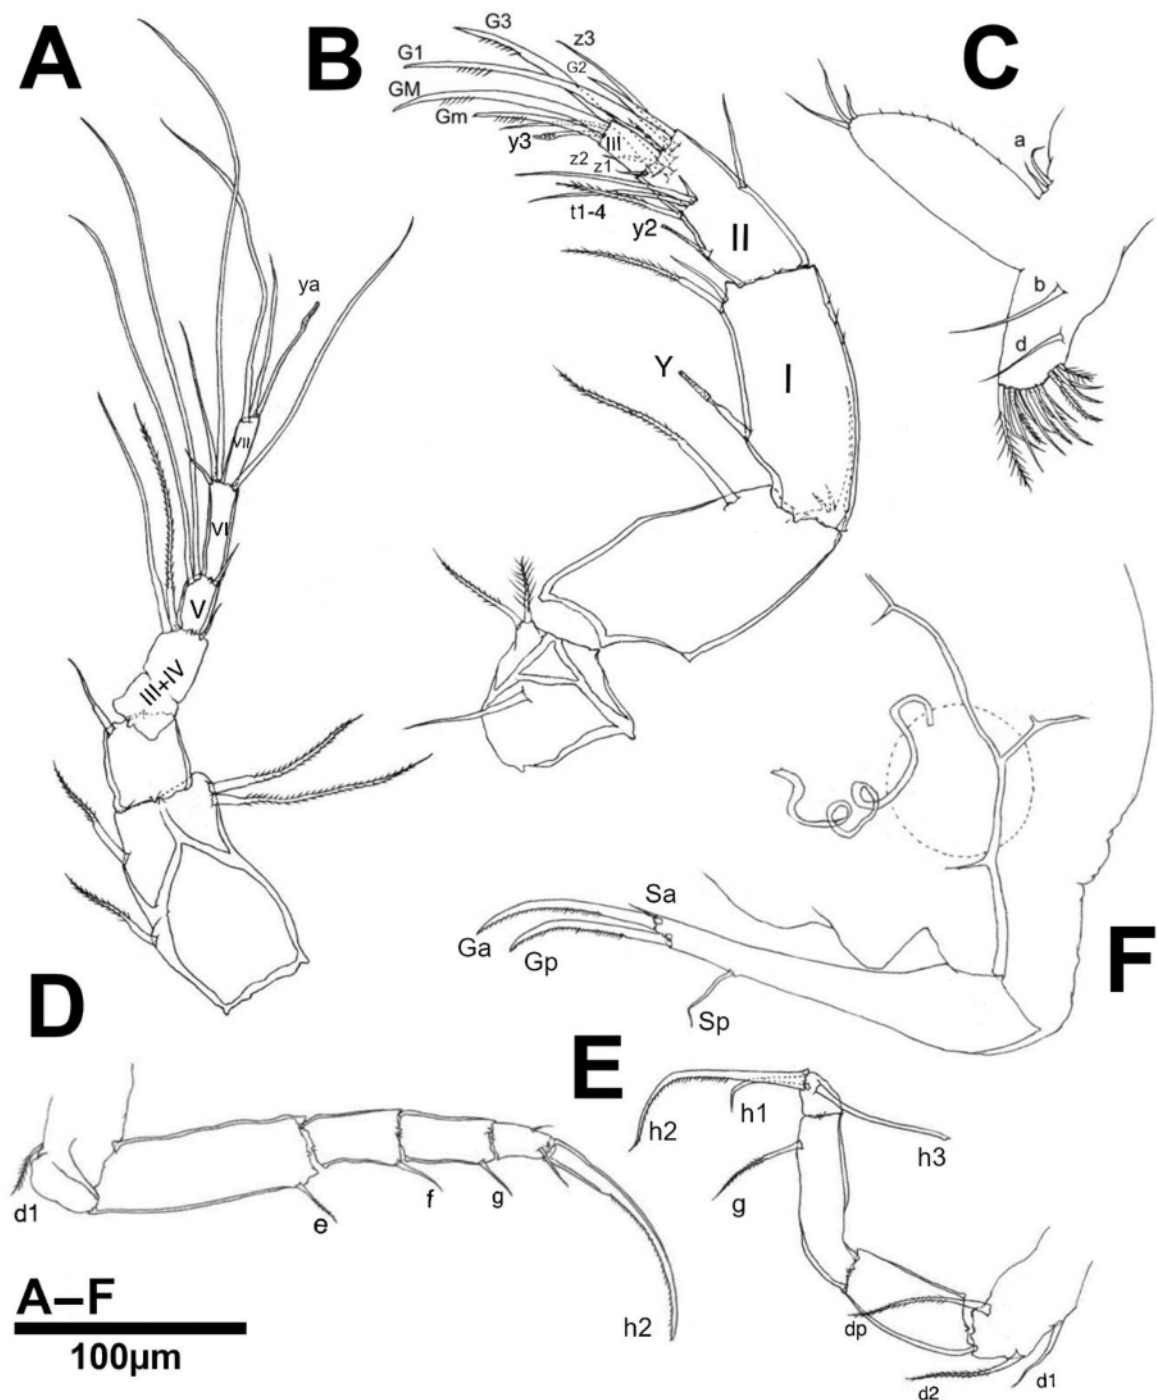 A
B
C
G3
z3
G1
G2
GM
Gm
y3
III
z2
z1
t1-4
y2
II
a
b
d
ya
Y
I
VII
VI
V
III+IV
Sa
Ga
Gp
Sp
F
D
E
h1
h2
h3
g
d1
e
f
g
h2
dp
d2
d1
A–F
100µm